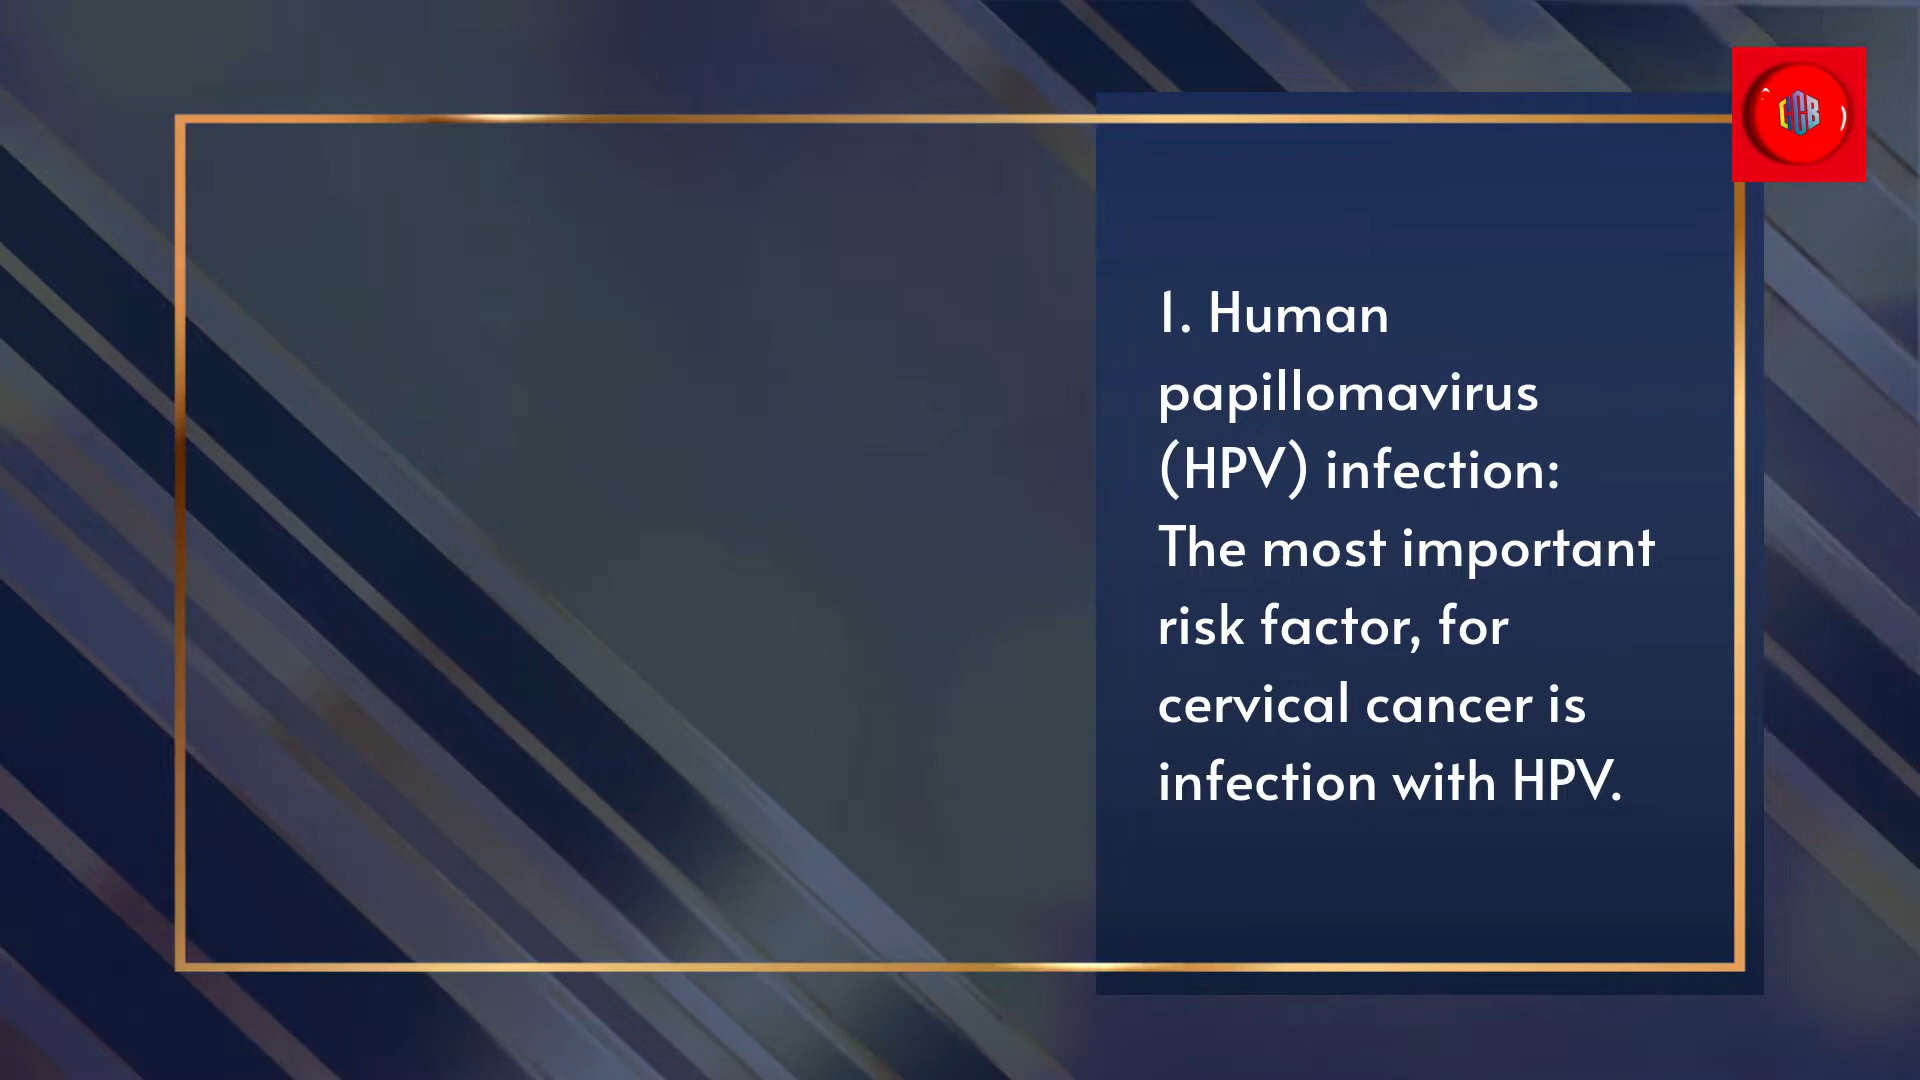 1. Human
papillomavirus
(HPV) infection:
The most important
risk factor, for
cervical cancer is
infection with HPV.